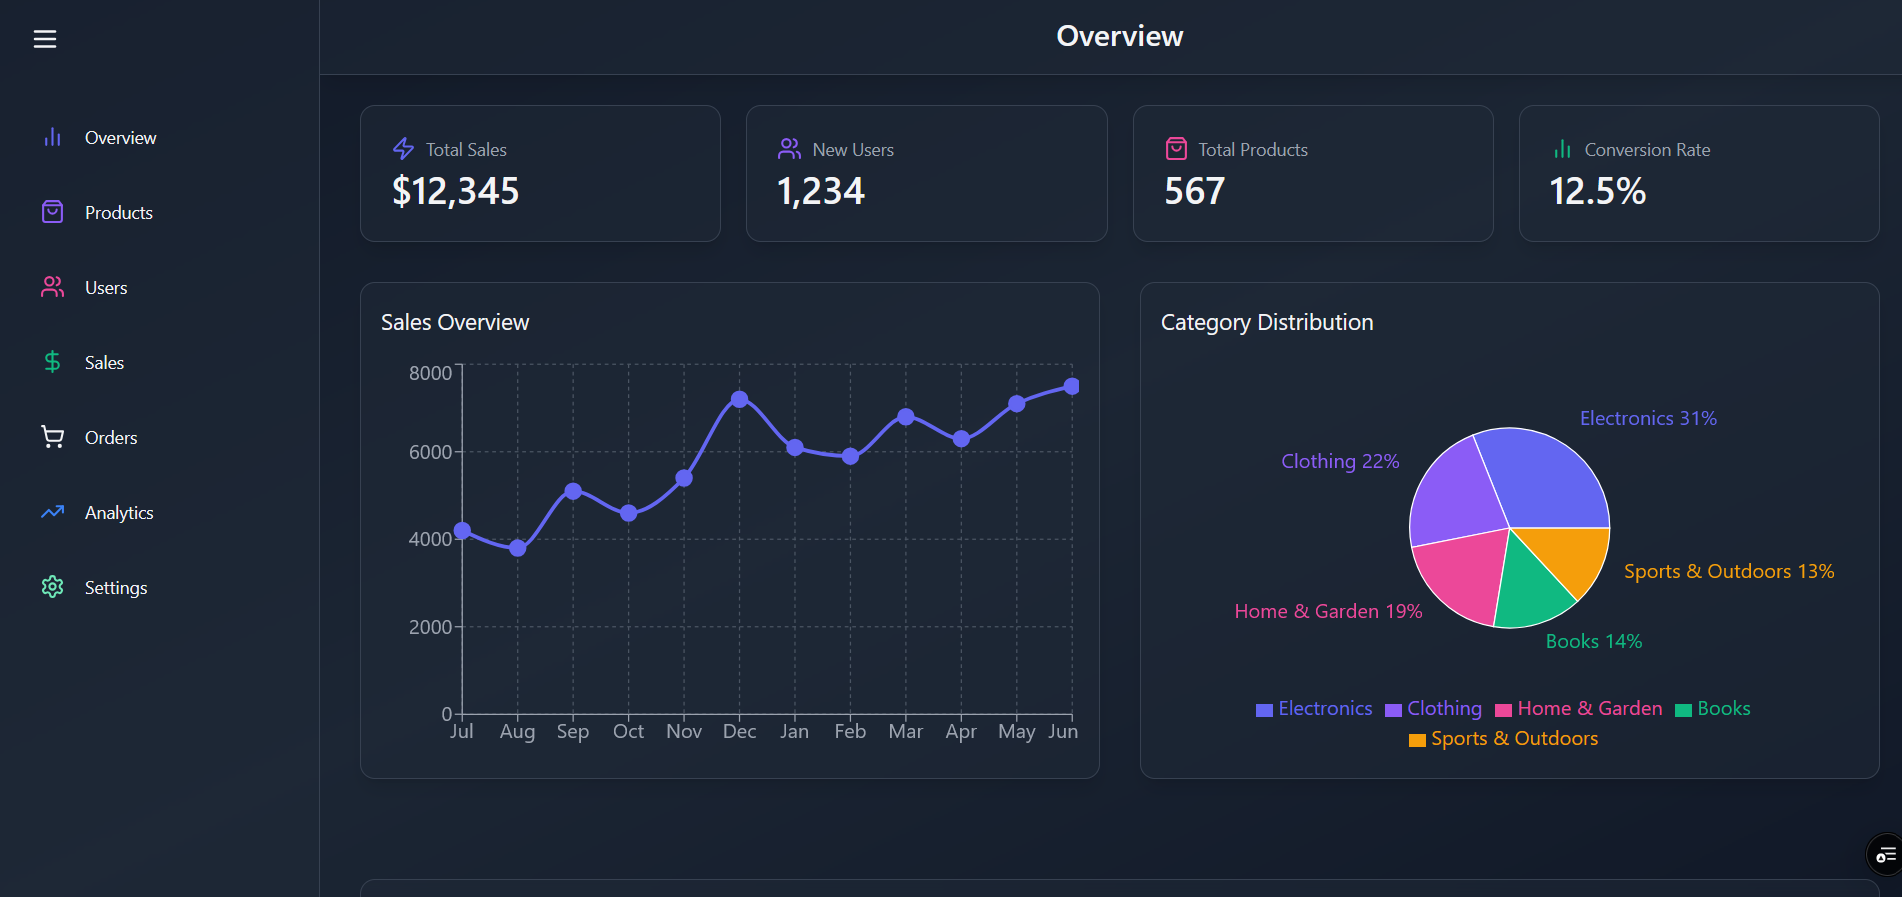 Overview
Overview
Products
Users
Sales
Orders
Analytics
Settings
Total Sales
$12,345
New Users
1,234
Total Products
567
Conversion Rate
12.5%
Sales Overview
8000
6000
4000
2000
0
Jul Aug Sep Oct Nov Dec Jan Feb Mar Apr May Jun
Category Distribution
Electronics 31%
Clothing 22%
Sports & Outdoors 13%
Home & Garden 19%
Books 14%
Electronics Clothing Home & Garden Books
Sports & Outdoors